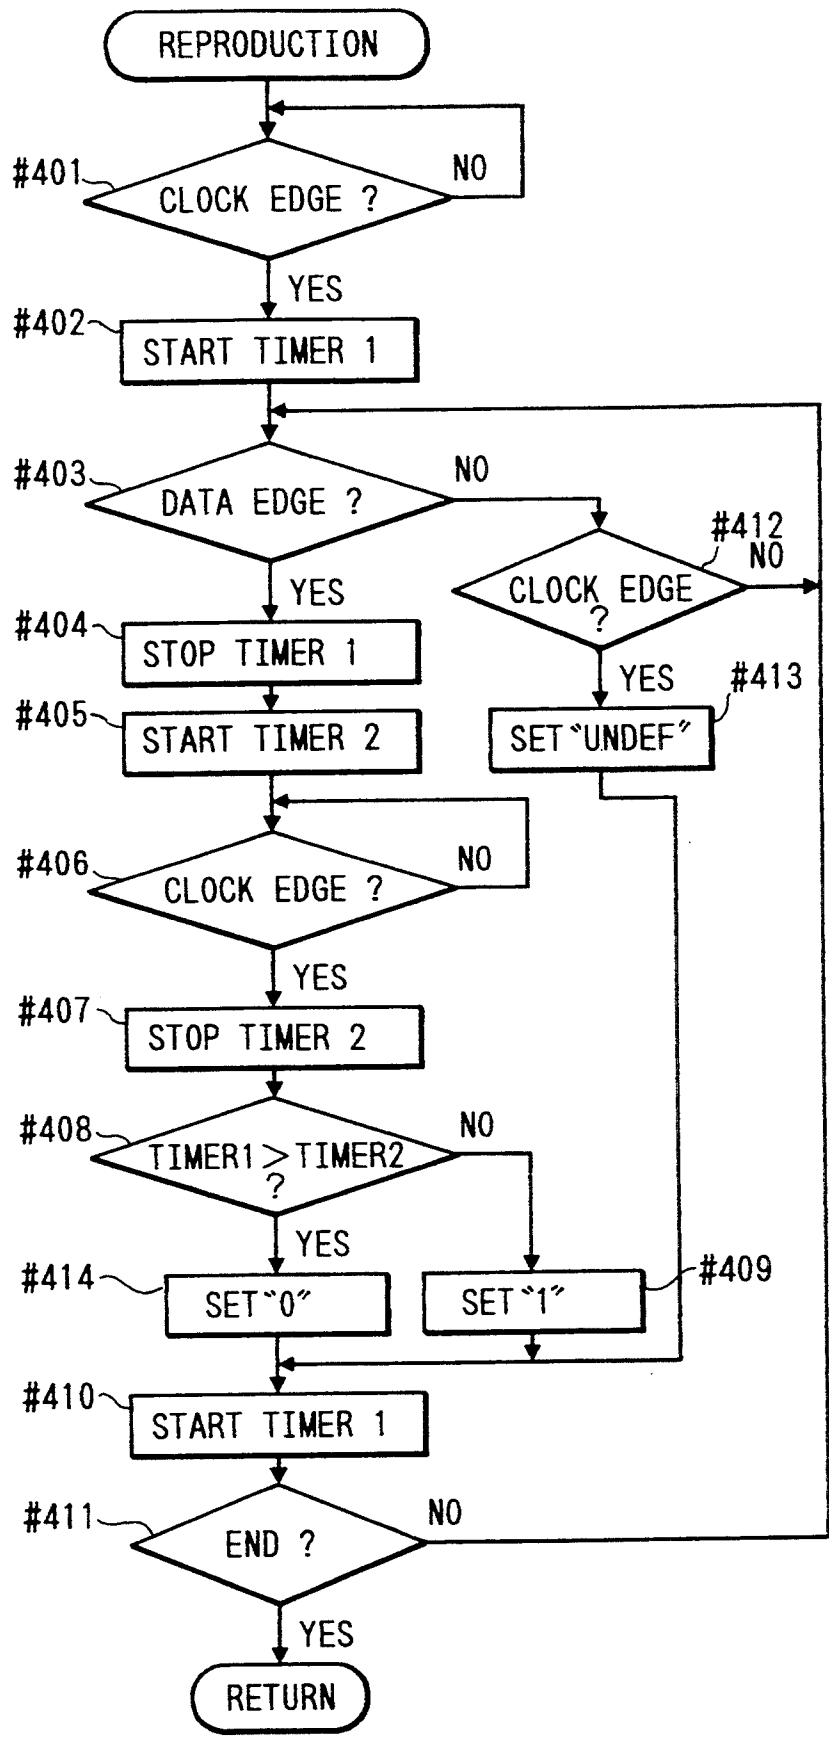 REPRODUCTION
#401
CLOCK EDGE ?
NO
YES
#402
START TIMER 1
#403
DATA EDGE ?
NO
#412
CLOCK EDGE
?
NO
YES
YES
#404
STOP TIMER 1
#413
SET "UNDEF"
#405
START TIMER 2
#406
CLOCK EDGE ?
NO
YES
#407
STOP TIMER 2
#408
TIMER1 > TIMER2
?
NO
YES
#414
SET "0"
SET "1"
#409
#410
START TIMER 1
#411
END ?
NO
YES
RETURN